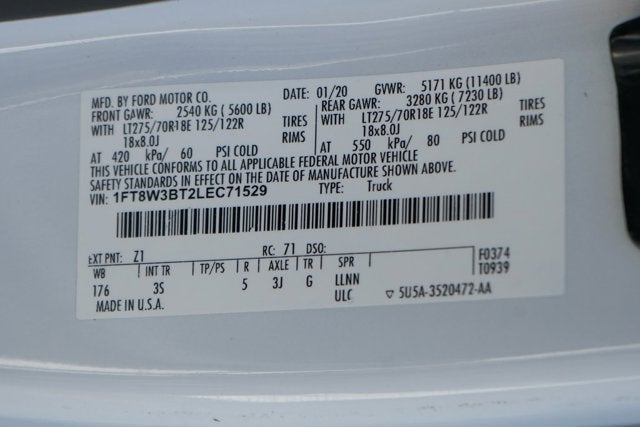 MFD. BY FORD MOTOR CO. DATE: 01/20 GVWR: 5171 KG (11400 LB)
FRONT GAWR: 2540 KG ( 5600 LB) REAR GAWR: 3280 KG ( 7230 LB)
WITH LT275/70R18E 125/122R TIRES WITH LT275/70R18E 125/122R TIRES
18x8.0J RIMS 18x8.0J RIMS
AT 420 kPa/ 60 PSI COLD AT 550 kPa/ 80 PSI COLD
THIS VEHICLE CONFORMS TO ALL APPLICABLE FEDERAL MOTOR VEHICLE
SAFETY STANDARDS IN EFFECT ON THE DATE OF MANUFACTURE SHOWN ABOVE.
VIN: 1FT8W3BT2LEC71529 TYPE: Truck
EXT PNT: Z1 RC: 71 DSO: F0374
WB INT TR TP/PS R AXLE TR SPR T0939
176 3S 5 3J G LLNN
ULC ▽ 5U5A-3520472-AA
MADE IN U.S.A.